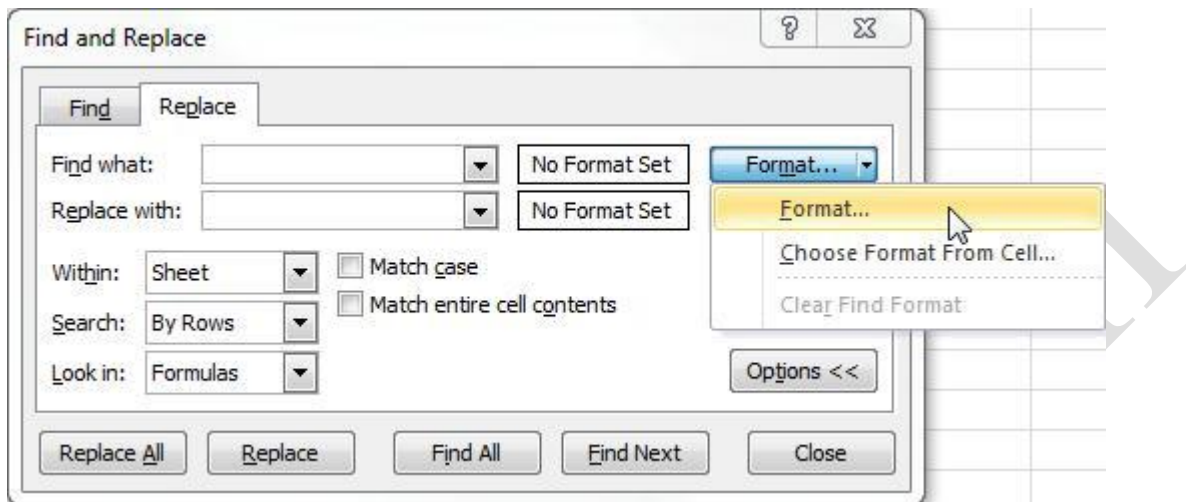 Find and Replace
Find Replace
Find what: No Format Set Format...
Replace with: No Format Set
Format...
Choose Format From Cell...
Clear Find Format
Within: Sheet Match case
Match entire cell contents
Search: By Rows
Look in: Formulas Options <<
Replace All Replace Find All Find Next Close